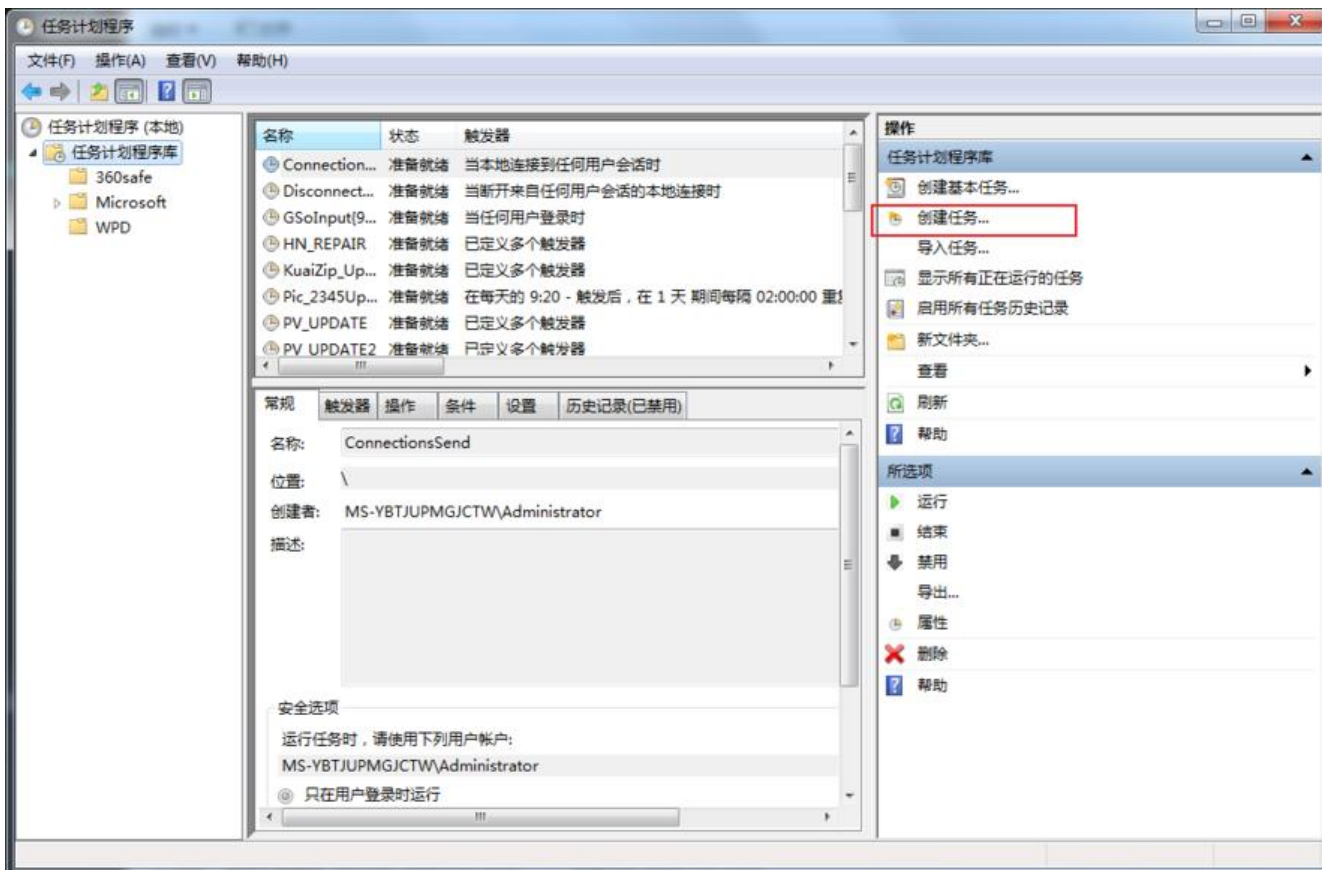 任务计划程序
文件(F) 操作(A) 查看(V) 帮助(H)
任务计划程序 (本地)
任务计划程序库
360safe
Microsoft
WPD
名称 状态 触发器
Connection... 准备就绪 当本地连接到任何用户会话时
Disconnect... 准备就绪 当断开来自任何用户会话的本地连接时
GSoInput{9... 准备就绪 当任何用户登录时
HN_REPAIR 准备就绪 已定义多个触发器
KuaiZip_Up... 准备就绪 已定义多个触发器
Pic_2345Up... 准备就绪 在每天的 9:20 - 触发后，在 1 天 期间每隔 02:00:00 重复
PV_UPDATE 准备就绪 已定义多个触发器
PV_UPDATE2 准备就绪 已定义多个触发器
常规 触发器 操作 条件 设置 历史记录(已禁用)
名称: ConnectionsSend
位置: \
创建者: MS-YBTJUPMGJCTW\Administrator
描述:
安全选项
运行任务时，请使用下列用户帐户:
MS-YBTJUPMGJCTW\Administrator
只在用户登录时运行
操作
任务计划程序库
创建基本任务...
创建任务...
导入任务...
显示所有正在运行的任务
启用所有任务历史记录
新文件夹...
查看
刷新
帮助
所选项
运行
结束
禁用
导出...
属性
删除
帮助